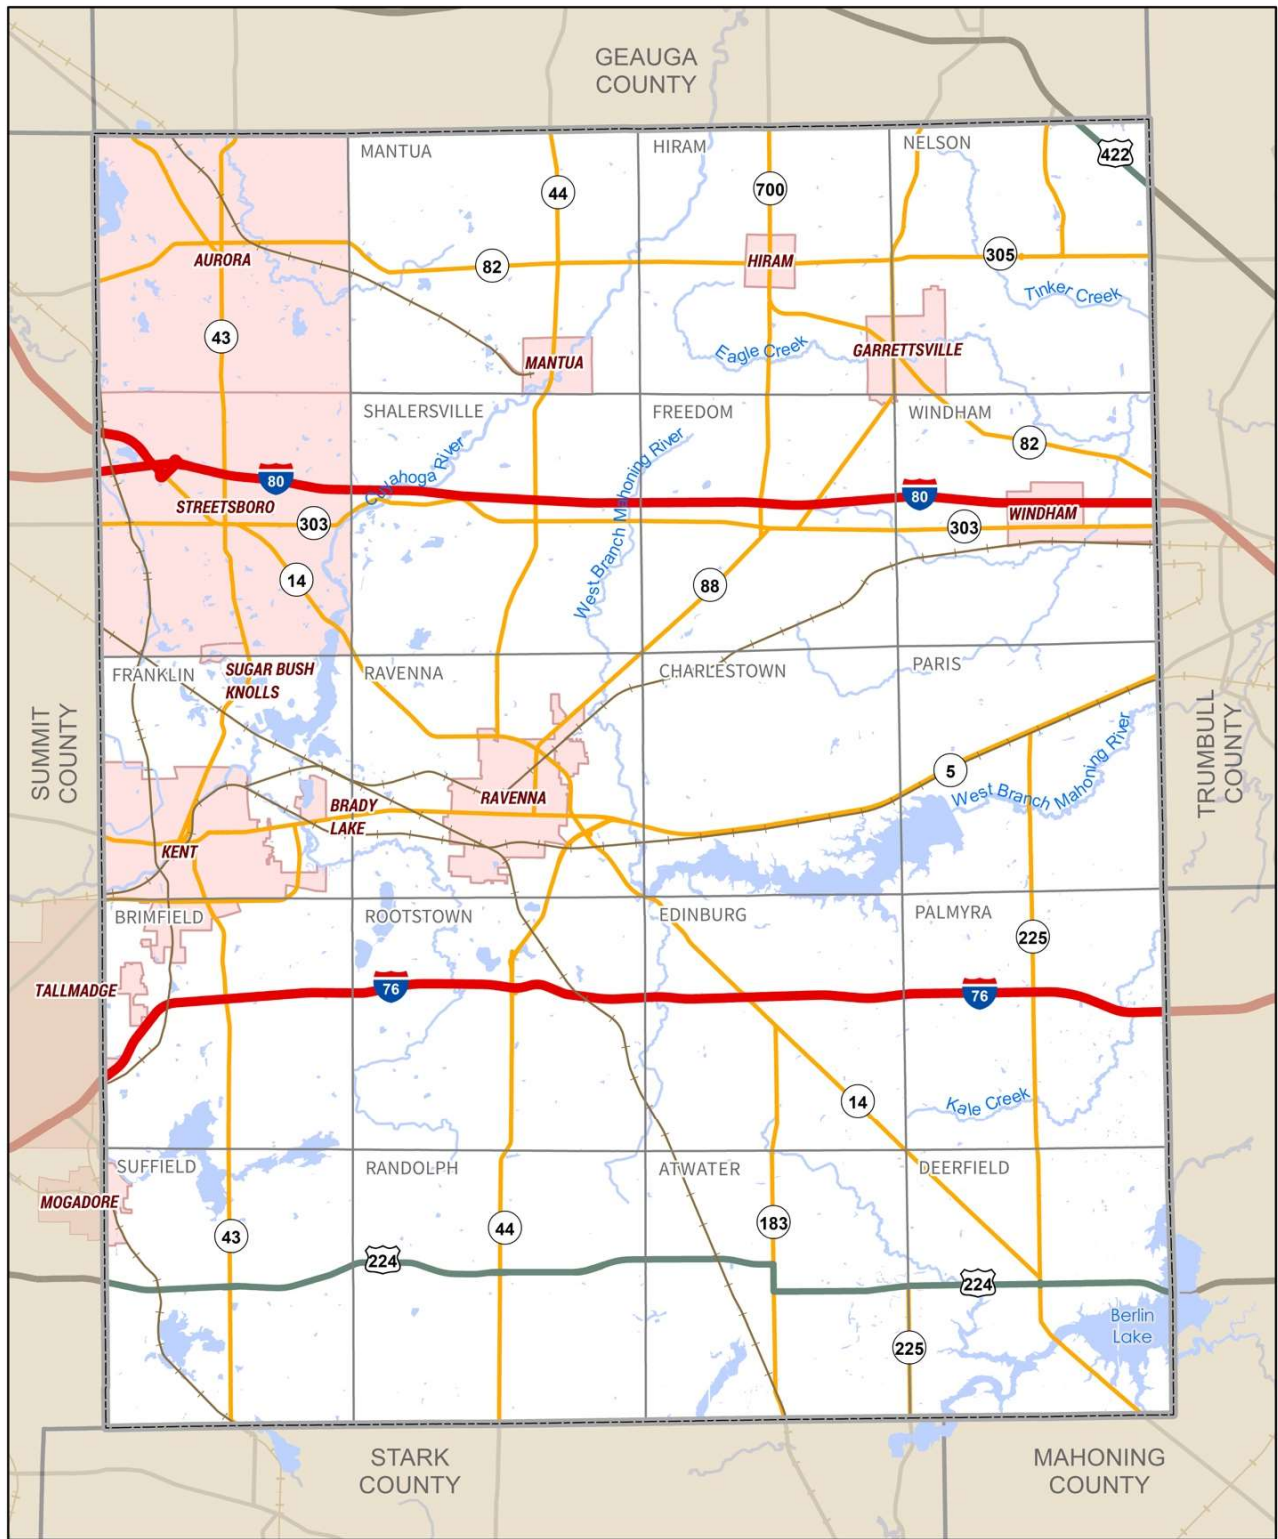 GEAUGA
COUNTY
MANTUA
HIRAM
NELSON
422
44
700
AURORA
82
HIRAM
305
Tinker Creek
43
Eagle Creek
GARRETTSVILLE
MANTUA
SHALERSVILLE
FREEDOM
WINDHAM
82
Cuyahoga River
West Branch Mahoning River
80
STREETSBORO
303
80
WINDHAM
303
14
88
FRANKLIN
SUGAR BUSH
KNOLLS
RAVENNA
CHARLESTOWN
PARIS
SUMMIT
COUNTY
TRUMBULL
COUNTY
5
West Branch Mahoning River
BRADY
LAKE
RAVENNA
KENT
BRIMFIELD
ROOTSTOWN
EDINBURG
PALMYRA
225
TALLMADGE
76
76
14
Kale Creek
SUFFIELD
RANDOLPH
ATWATER
DEERFIELD
MOGADORE
43
44
183
224
224
Berlin
Lake
225
STARK
COUNTY
MAHONING
COUNTY